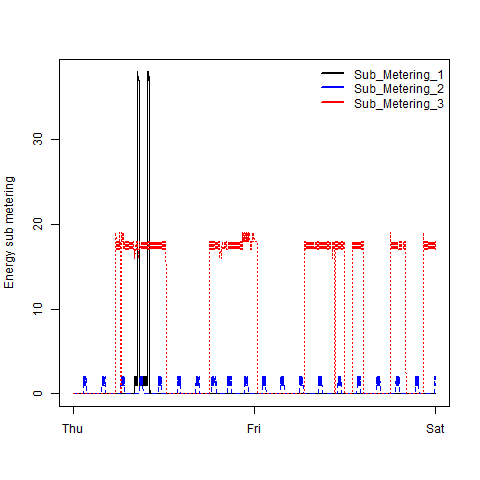 Sub_Metering_1
Sub_Metering_2
Sub_Metering_3
Energy sub metering
30
20
10
0
Thu Fri Sat